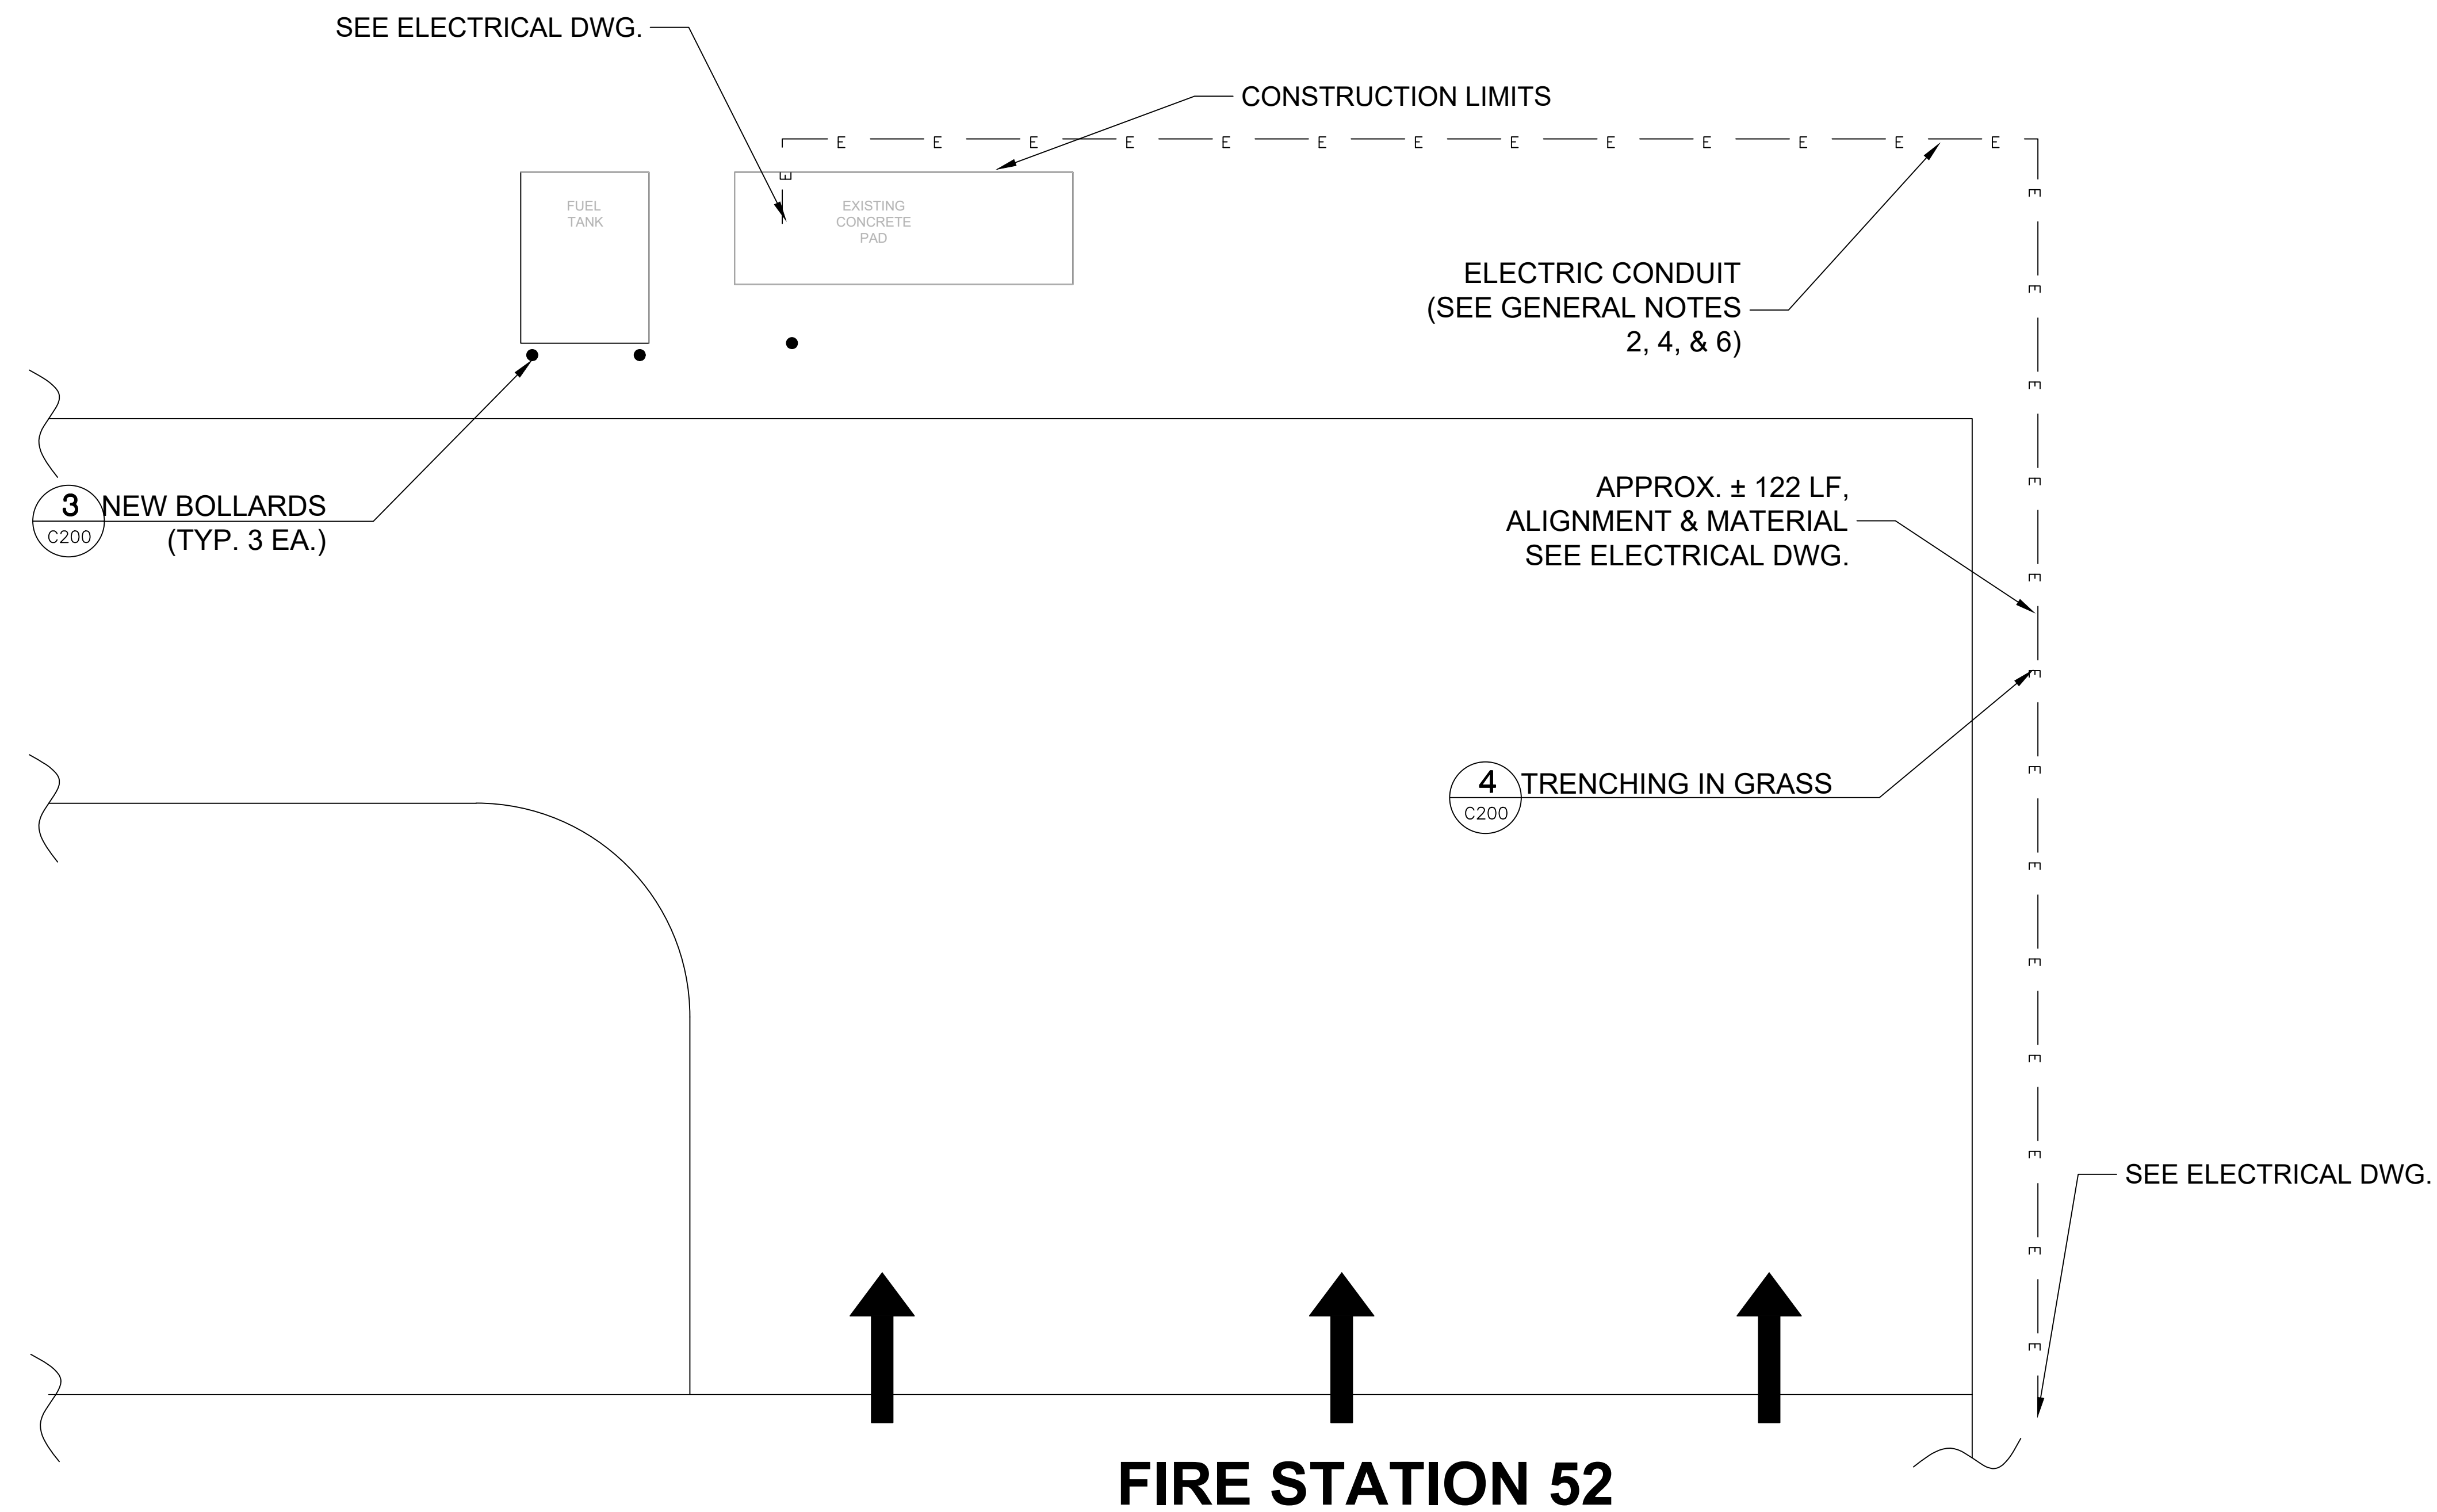 SEE ELECTRICAL DWG.
CONSTRUCTION LIMITS
E E E E E E E E E E E E E
FUEL
TANK
EXISTING
CONCRETE
PAD
E
ELECTRIC CONDUIT
(SEE GENERAL NOTES
2, 4, & 6)
E E E E E E E E E E E E E
3
C200
NEW BOLLARDS
(TYP. 3 EA.)
APPROX. ± 122 LF,
ALIGNMENT & MATERIAL
SEE ELECTRICAL DWG.
4
C200
TRENCHING IN GRASS
SEE ELECTRICAL DWG.
FIRE STATION 52